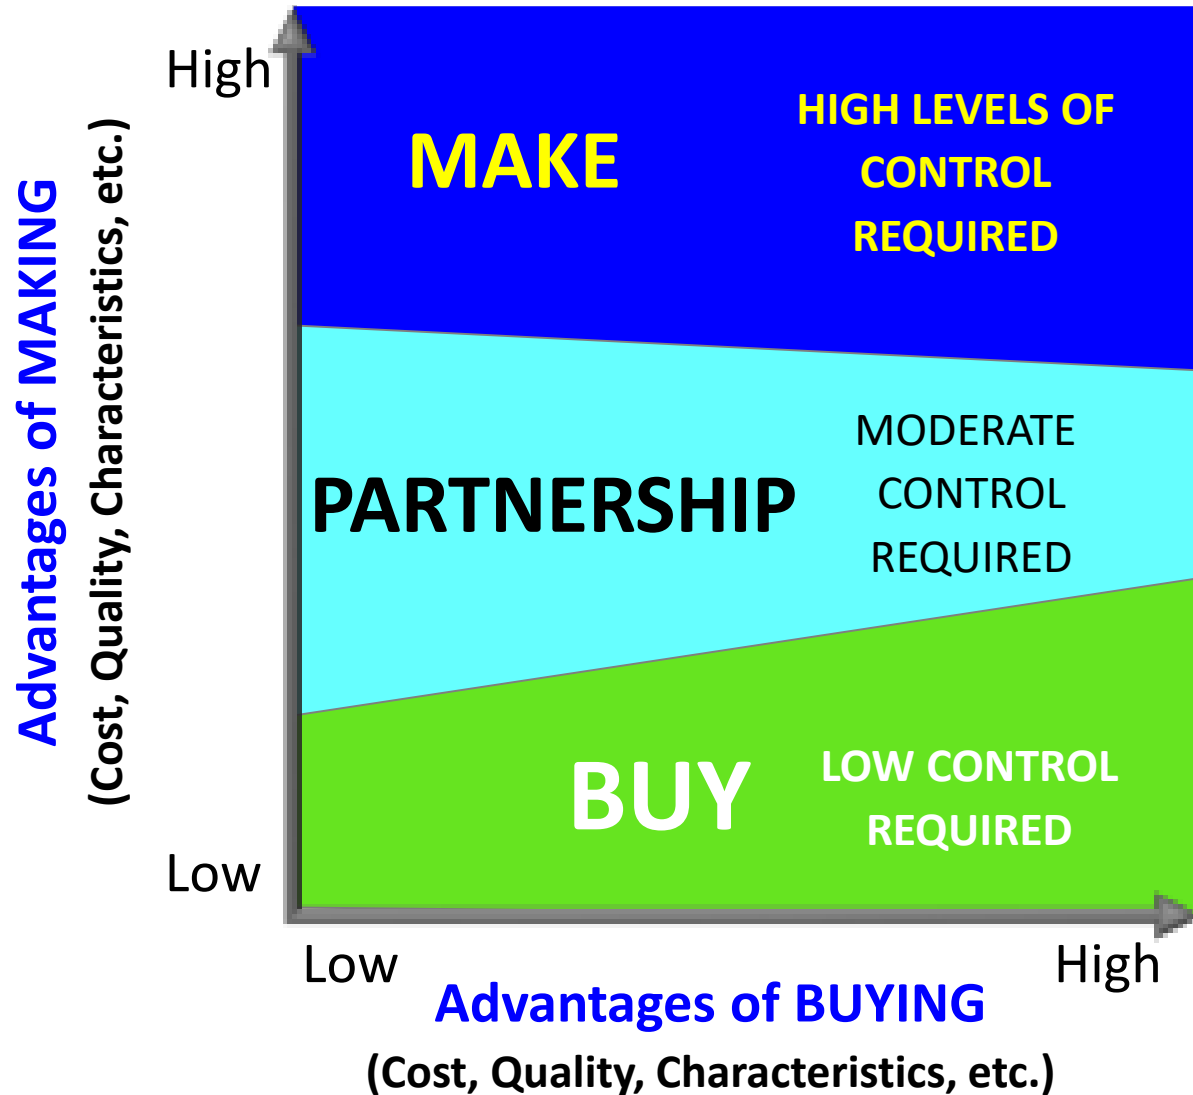 High
MAKE
HIGH LEVELS OF
CONTROL
REQUIRED
Advantages of MAKING
(Cost, Quality, Characteristics, etc.)
PARTNERSHIP
MODERATE
CONTROL
REQUIRED
BUY
LOW CONTROL
REQUIRED
Low
Low
High
Advantages of BUYING
(Cost, Quality, Characteristics, etc.)